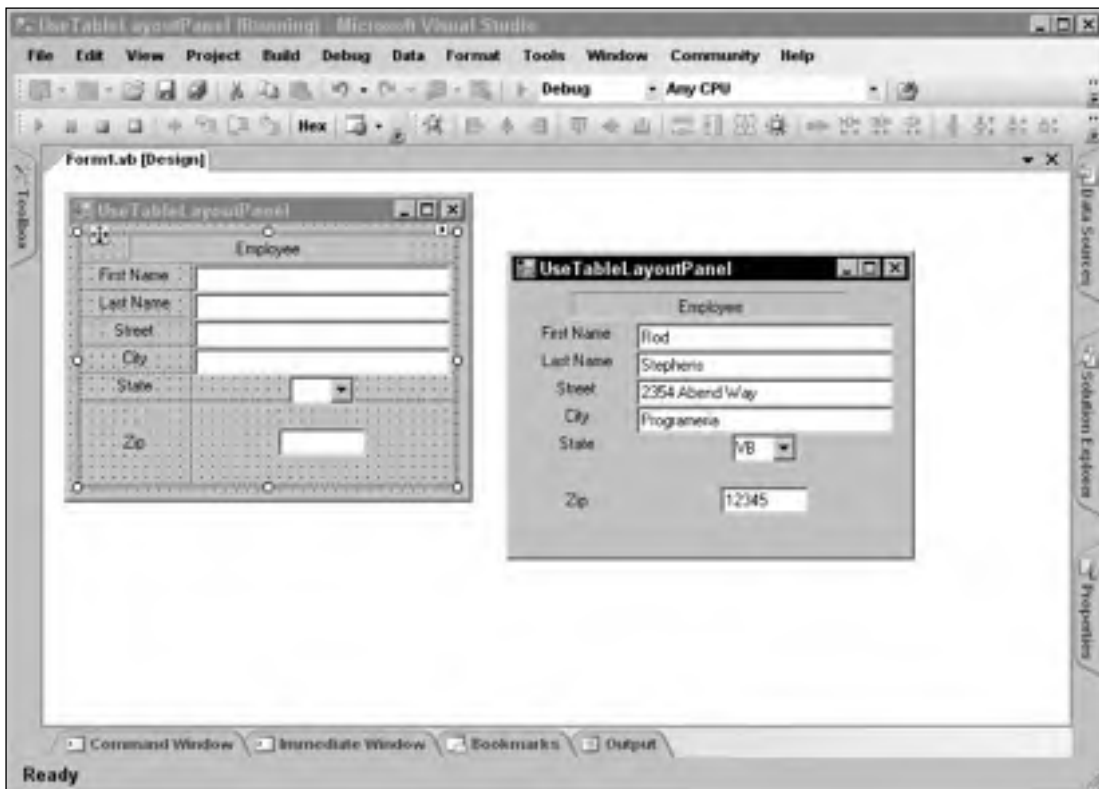 UseTableLayoutPanel (Running) - Microsoft Visual Studio
File Edit View Project Build Debug Data Format Tools Window Community Help
Debug Any CPU
Hex
Toolbox
Form1.vb [Design]
UseTableLayoutPanel
Employee
First Name
Last Name
Street
City
State
Zip
UseTableLayoutPanel
Employee
First Name Rod
Last Name Stephens
Street 2354 Abend Way
City Programeria
State VB
Zip 12345
Data Sources
Solution Explorer
Properties
Command Window Immediate Window Bookmarks Output
Ready